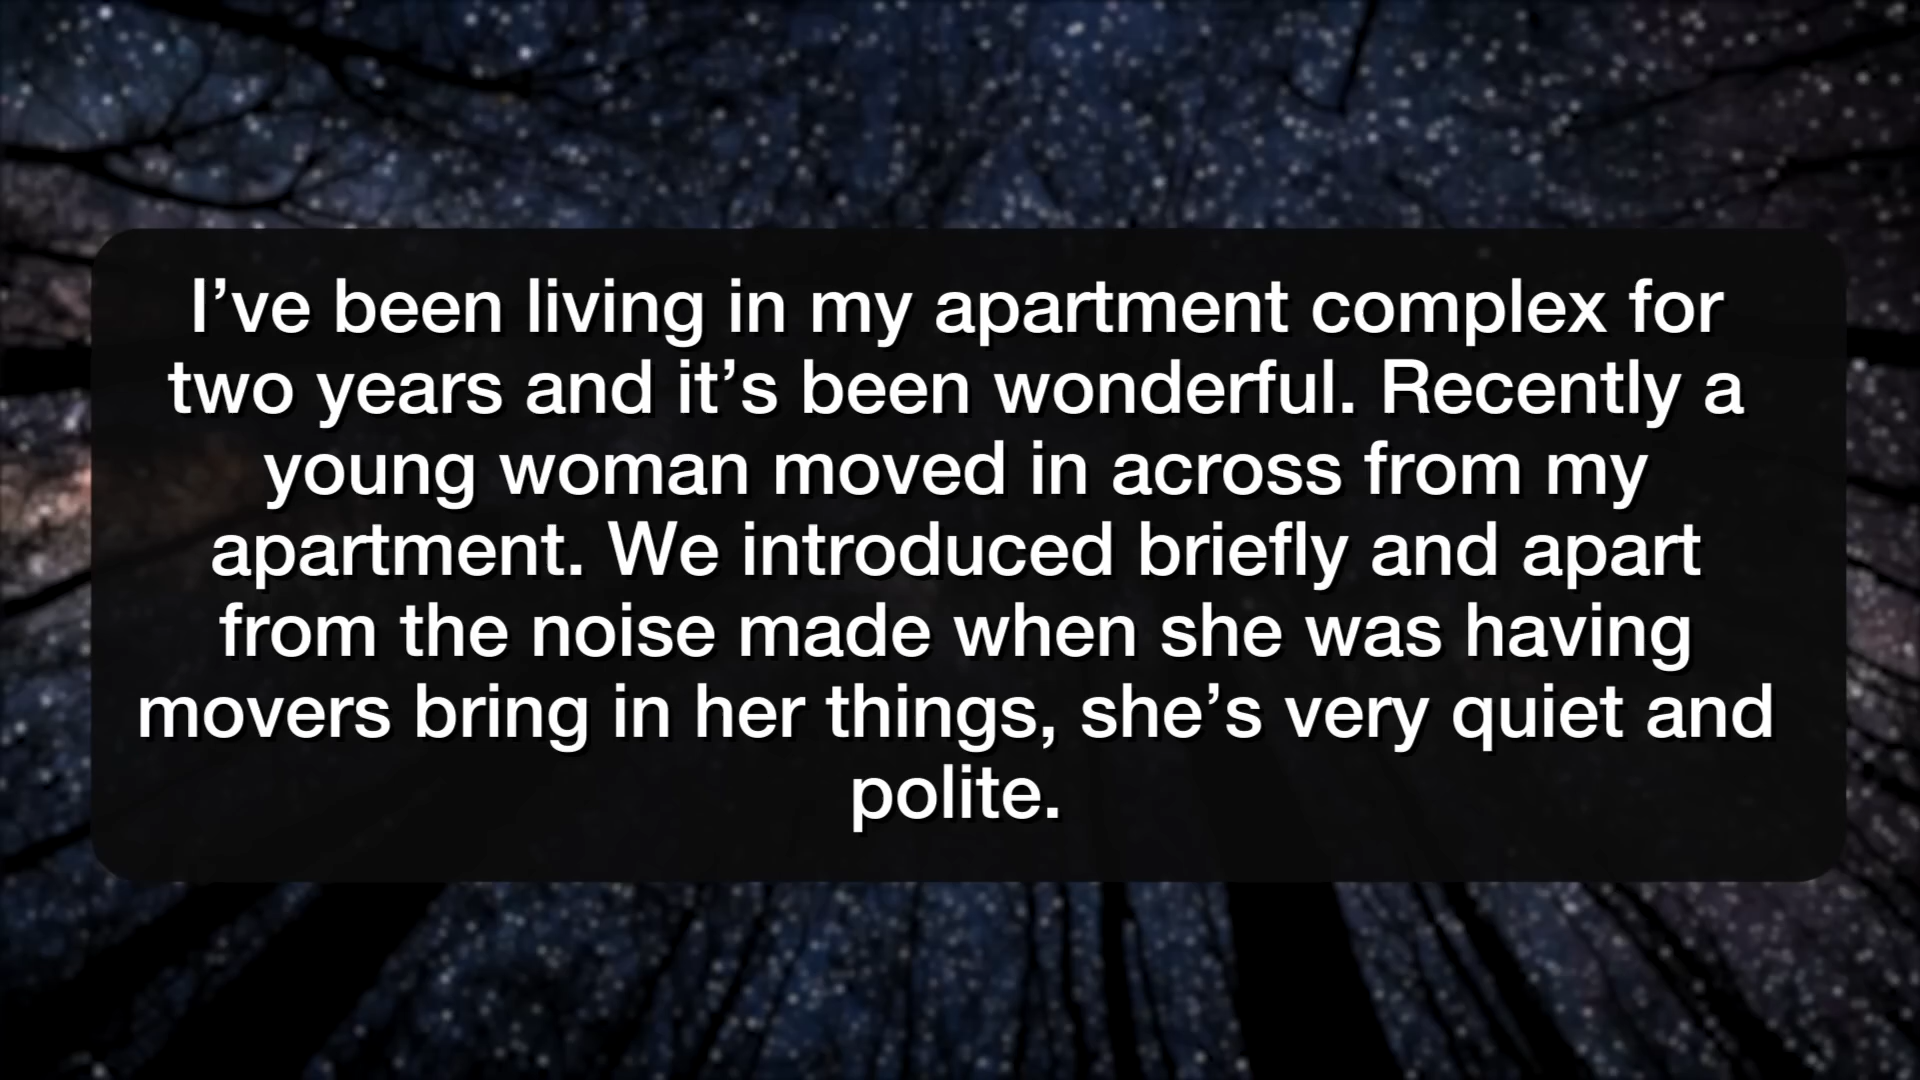 I’ve been living in my apartment complex for
two years and it’s been wonderful. Recently a
young woman moved in across from my
apartment. We introduced briefly and apart
from the noise made when she was having
movers bring in her things, she’s very quiet and
polite.